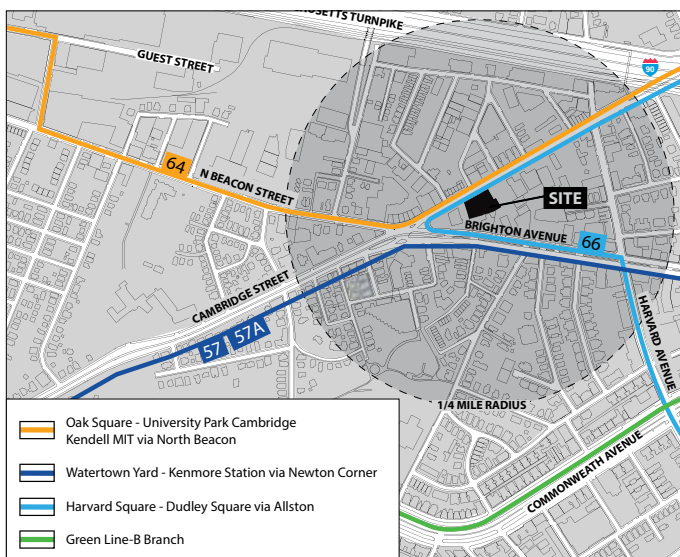 SETTS TURNPIKE
GUEST STREET
90
64
N BEACON STREET
SITE
BRIGHTON AVENUE
66
CAMBRIDGE STREET
57
57A
HARVARD AVENUE
1/4 MILE RADIUS
COMMONWEATH AVENUE
Oak Square - University Park Cambridge
Kendell MIT via North Beacon
Watertown Yard - Kenmore Station via Newton Corner
Harvard Square - Dudley Square via Allston
Green Line-B Branch